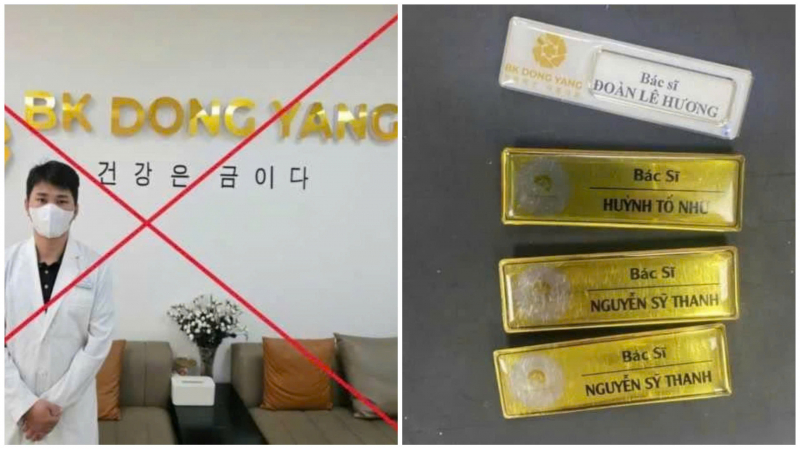 BK DONG YANG
건강은 금이다
BK DONG YANG
Bác sĩ
ĐOÀN LÊ HƯƠNG
Bác Sĩ
HUỲNH TỐ NHƯ
Bác Sĩ
NGUYỄN SỸ THANH
Bác Sĩ
NGUYỄN SỸ THANH